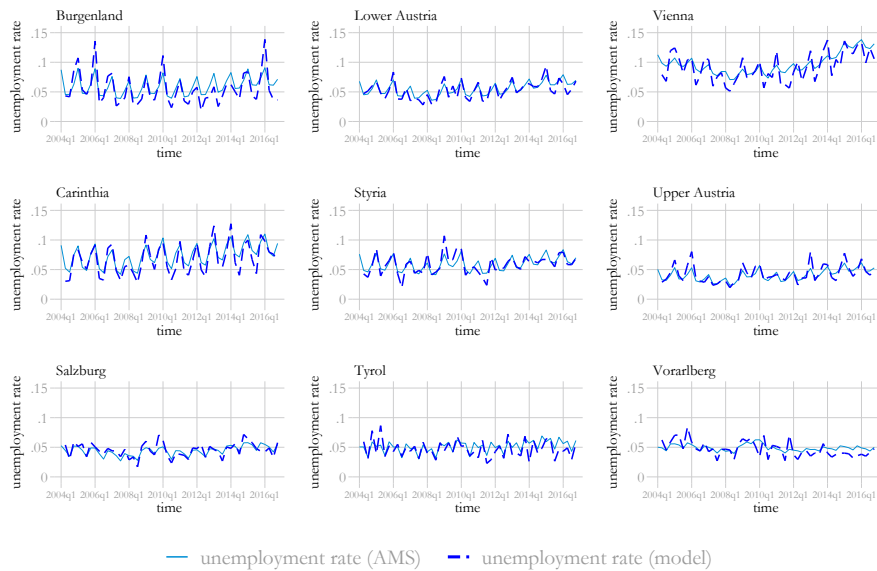 Burgenland
Lower Austria
Vienna
unemployment rate
0 .05 .1 .15
2004q1 2006q1 2008q1 2010q1 2012q1 2014q1 2016q1
time
unemployment rate
0 .05 .1 .15
2004q1 2006q1 2008q1 2010q1 2012q1 2014q1 2016q1
time
unemployment rate
0 .05 .1 .15
2004q1 2006q1 2008q1 2010q1 2012q1 2014q1 2016q1
time
Carinthia
Styria
Upper Austria
unemployment rate
0 .05 .1 .15
2004q1 2006q1 2008q1 2010q1 2012q1 2014q1 2016q1
time
unemployment rate
0 .05 .1 .15
2004q1 2006q1 2008q1 2010q1 2012q1 2014q1 2016q1
time
unemployment rate
0 .05 .1 .15
2004q1 2006q1 2008q1 2010q1 2012q1 2014q1 2016q1
time
Salzburg
Tyrol
Vorarlberg
unemployment rate
0 .05 .1 .15
2004q1 2006q1 2008q1 2010q1 2012q1 2014q1 2016q1
time
unemployment rate
0 .05 .1 .15
2004q1 2006q1 2008q1 2010q1 2012q1 2014q1 2016q1
time
unemployment rate
0 .05 .1 .15
2004q1 2006q1 2008q1 2010q1 2012q1 2014q1 2016q1
time
unemployment rate (AMS) unemployment rate (model)